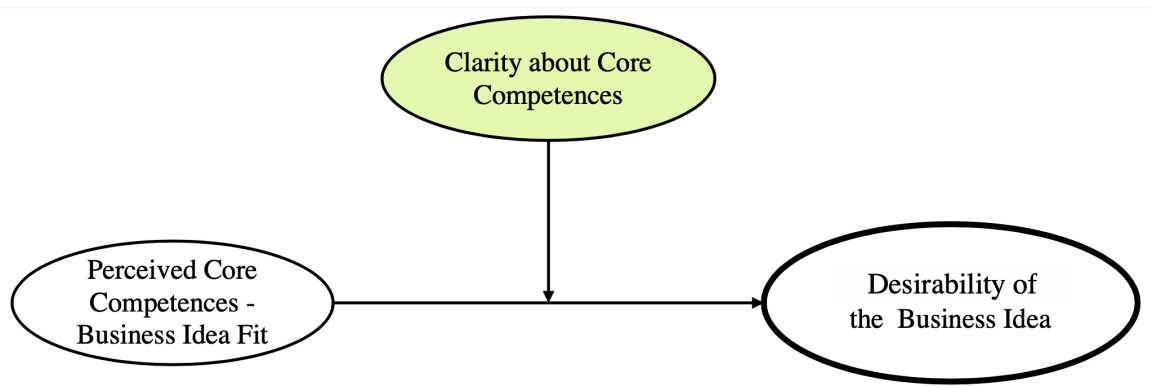 Clarity about Core
Competences
Perceived Core
Competences -
Business Idea Fit
Desirability of
the Business Idea